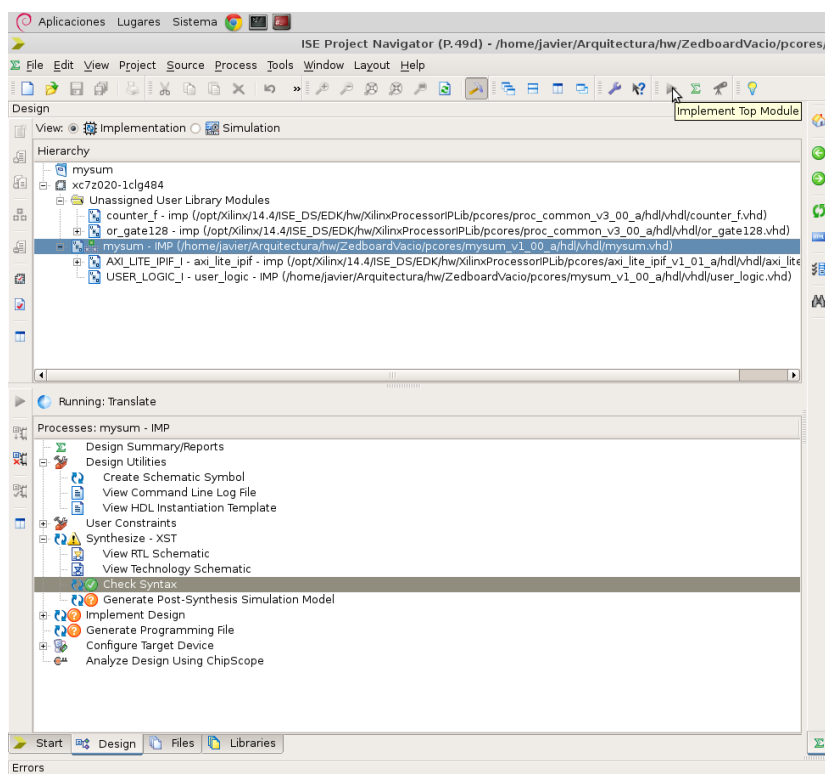 Aplicaciones Lugares Sistema
ISE Project Navigator (P.49d) - /home/javier/Arquitectura/hw/ZedboardVacio/pcores/
File Edit View Project Source Process Tools Window Layout Help
Implement Top Module
Design
View: Implementation Simulation
Hierarchy
mysum
xc7z020-1clg484
Unassigned User Library Modules
counter_f - imp (/opt/Xilinx/14.4/ISE_DS/EDK/hw/XilinxProcessorIPLib/pcores/proc_common_v3_00_a/hdl/vhdl/counter_f.vhd)
or_gate128 - imp (/opt/Xilinx/14.4/ISE_DS/EDK/hw/XilinxProcessorIPLib/pcores/proc_common_v3_00_a/hdl/vhdl/or_gate128.vhd)
mysum - IMP (/home/javier/Arquitectura/hw/ZedboardVacio/pcores/mysum_v1_00_a/hdl/vhdl/mysum.vhd)
AXI_LITE_IPIF_I - axi_lite_ipif - imp (/opt/Xilinx/14.4/ISE_DS/EDK/hw/XilinxProcessorIPLib/pcores/axi_lite_ipif_v1_01_a/hdl/vhdl/axi_lite
USER_LOGIC_I - user_logic - IMP (/home/javier/Arquitectura/hw/ZedboardVacio/pcores/mysum_v1_00_a/hdl/vhdl/user_logic.vhd)
Running: Translate
Processes: mysum - IMP
Design Summary/Reports
Design Utilities
Create Schematic Symbol
View Command Line Log File
View HDL Instantiation Template
User Constraints
Synthesize - XST
View RTL Schematic
View Technology Schematic
Check Syntax
Generate Post-Synthesis Simulation Model
Implement Design
Generate Programming File
Configure Target Device
Analyze Design Using ChipScope
Start Design Files Libraries
Errors